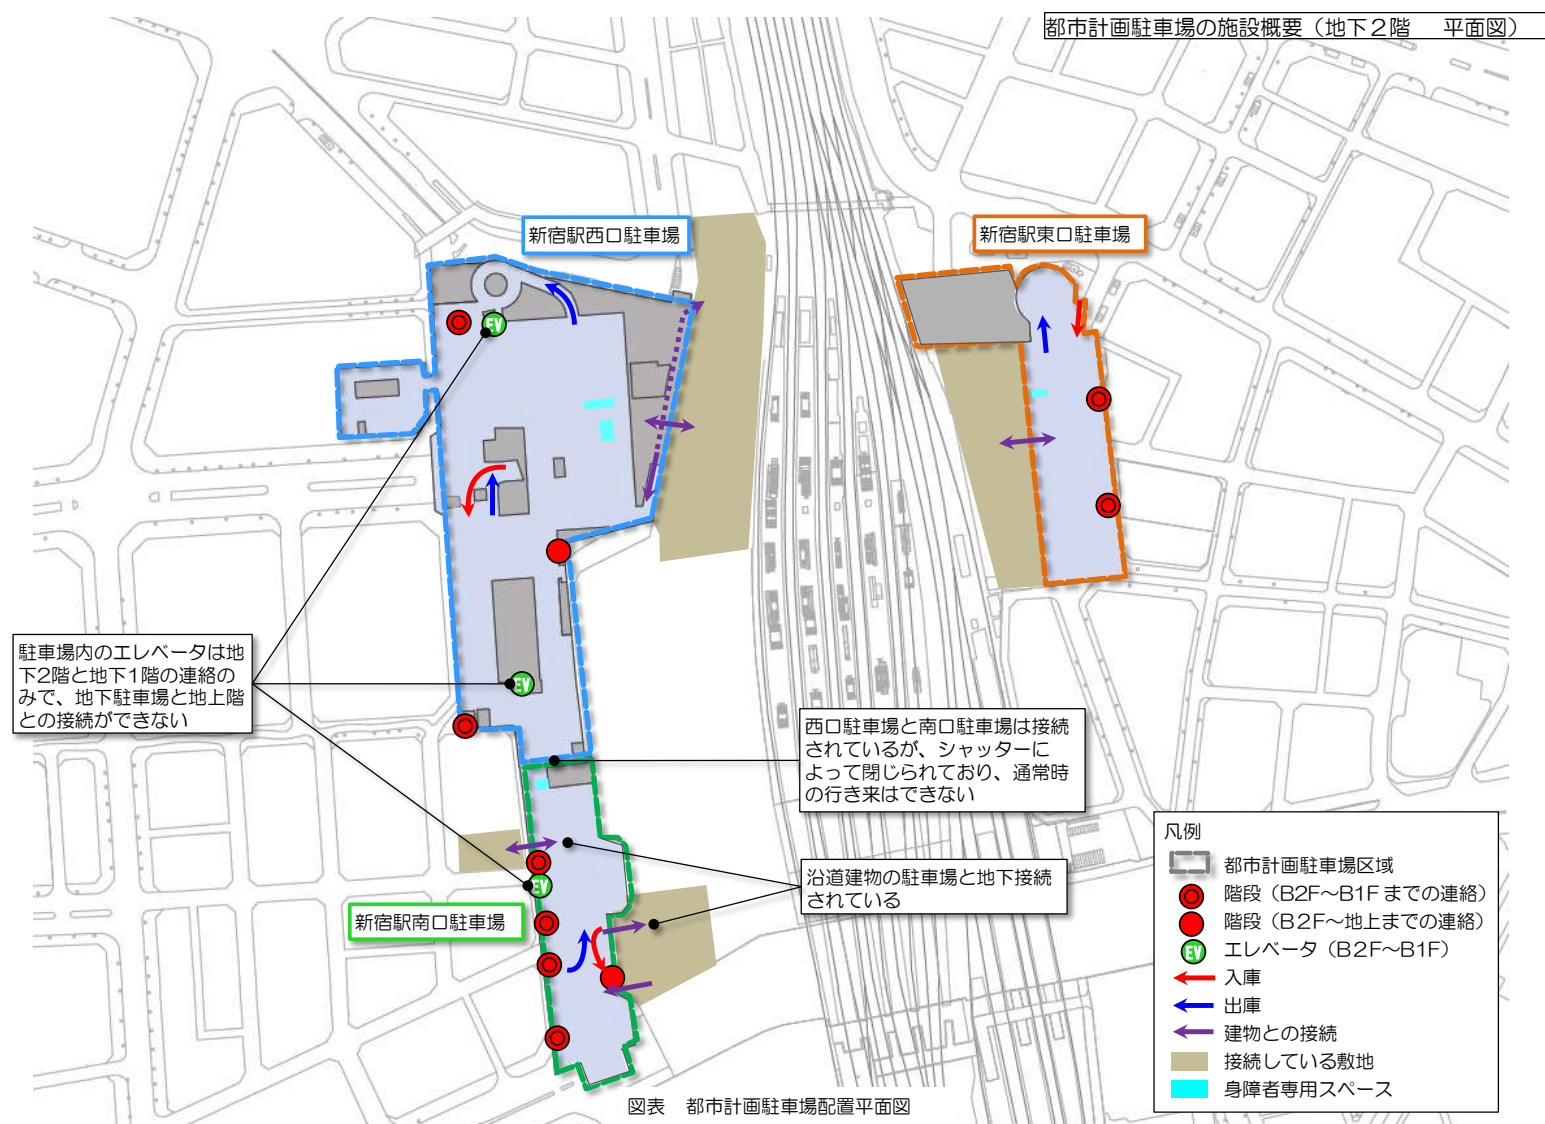 都市計画駐車場の施設概要（地下２階　平面図）
新宿駅西口駐車場
新宿駅東口駐車場
EV
駐車場内のエレベータは地
下2階と地下1階の連絡の
みで、地下駐車場と地上階
との接続ができない
EV
西口駐車場と南口駐車場は接続
されているが、シャッターに
よって閉じられており、通常時
の行き来はできない
沿道建物の駐車場と地下接続
されている
EV
新宿駅南口駐車場
凡例
都市計画駐車場区域
階段（B2F～B1Fまでの連絡）
階段（B2F～地上までの連絡）
EV エレベータ（B2F～B1F）
入庫
出庫
建物との接続
接続している敷地
身障者専用スペース
図表　都市計画駐車場配置平面図